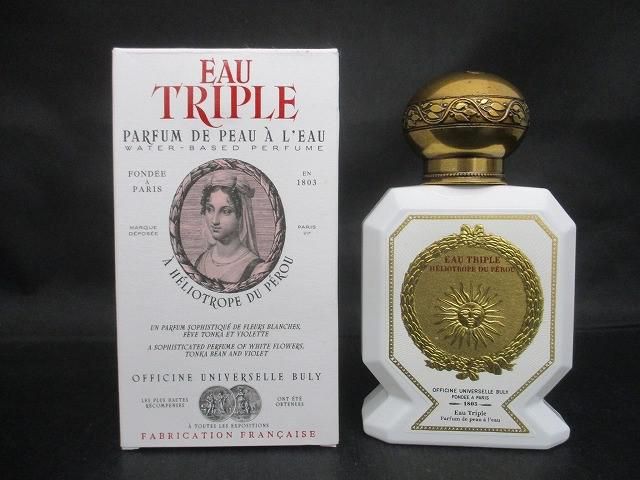 EAU
TRIPLE
PARFUM DE PEAU À L'EAU
WATER-BASED PERFUME
FONDÉE
À
PARIS
EN
1803
MARQUE
DÉPOSÉE
PARIS
VIe
À HÉLIOTROPE DU PÉROU
UN PARFUM SOPHISTIQUÉ DE FLEURS BLANCHES,
FÈVE TONKA ET VIOLETTE
A SOPHISTICATED PERFUME OF WHITE FLOWERS,
TONKA BEAN AND VIOLET
OFFICINE UNIVERSELLE BULY
LES PLUS HAUTES
RÉCOMPENSES
ONT ÉTÉ
OBTENUES
À TOUTES LES EXPOSITIONS
FABRICATION FRANÇAISE
EAU TRIPLE
HÉLIOTROPE DU PÉROU
OFFICINE UNIVERSELLE BULY
FONDÉE À PARIS
1803
Eau Triple
Parfum de peau à l'eau